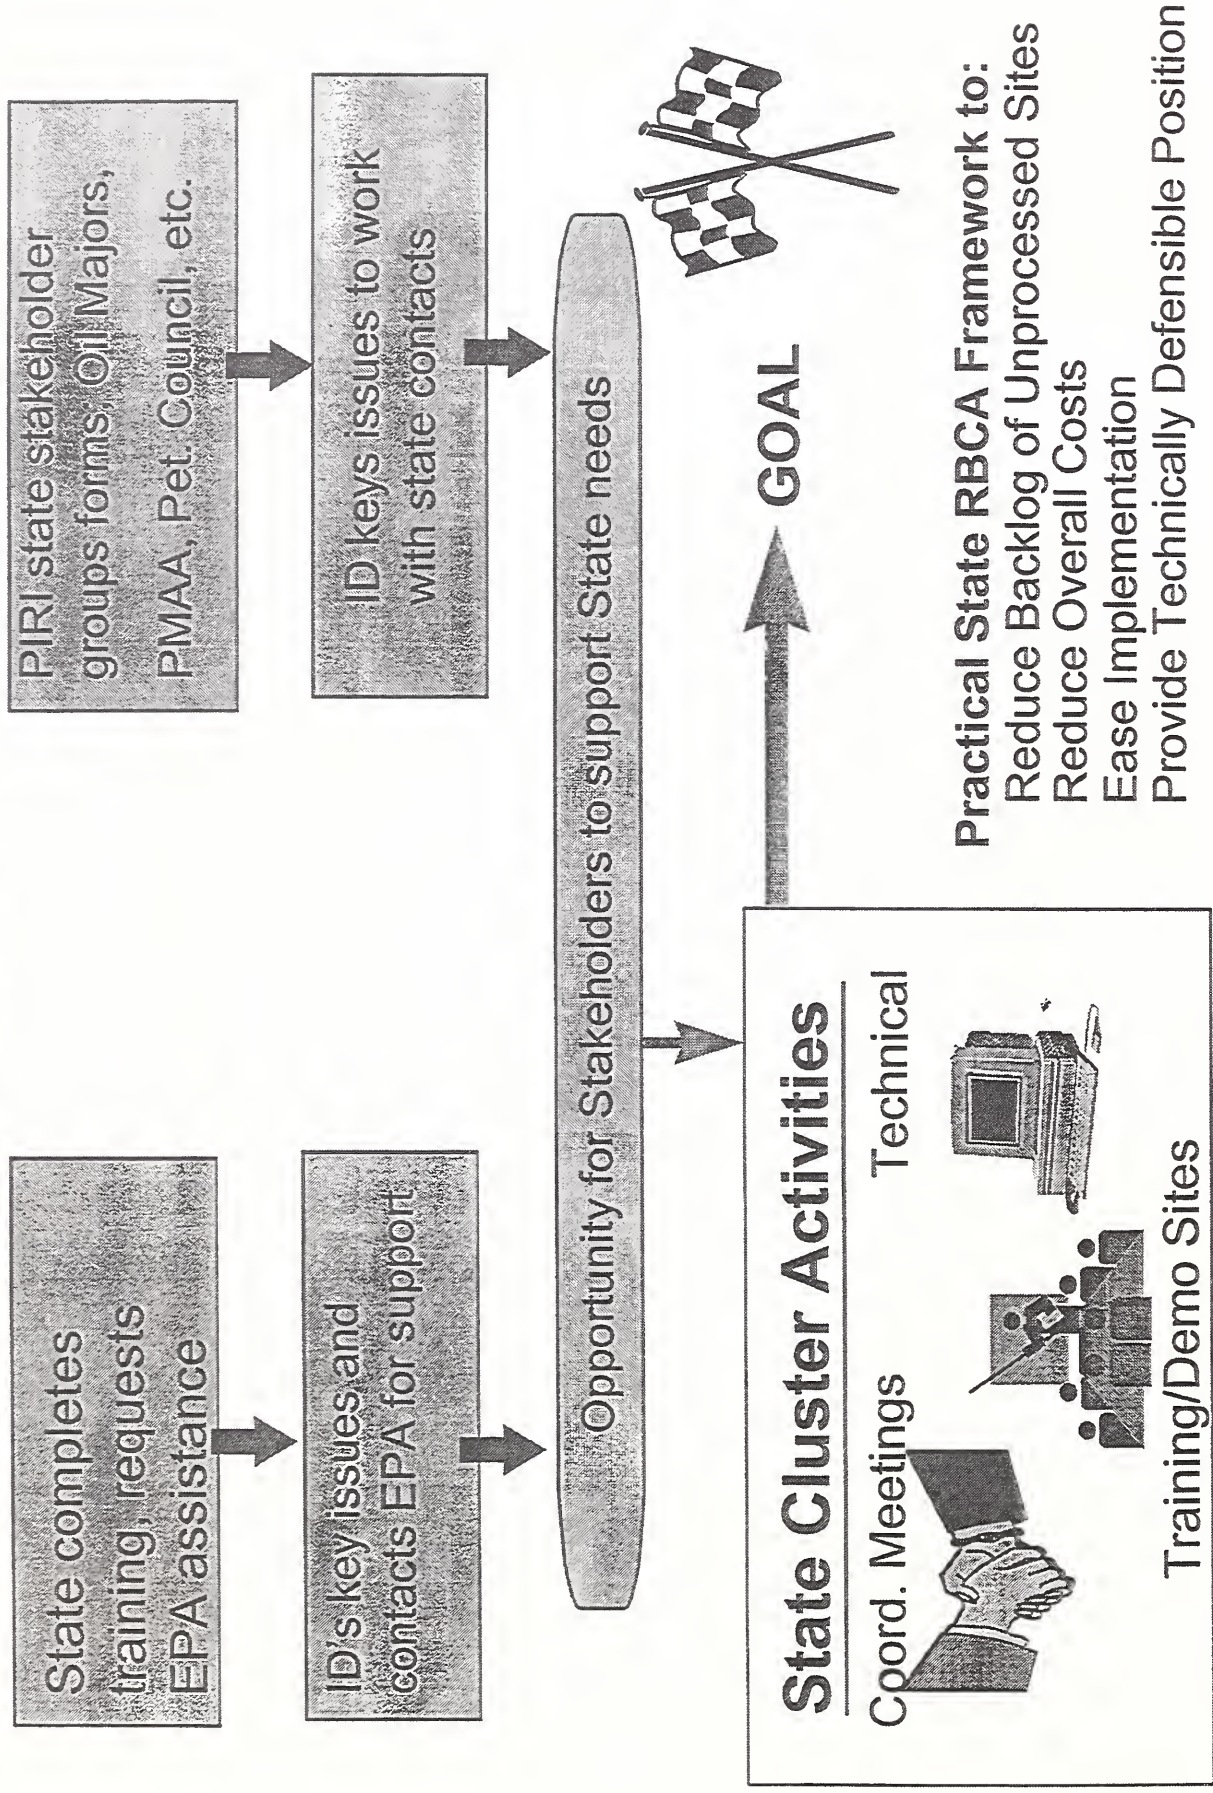 State completes
training, requests
EPA assistance
ID's key issues and
contacts EPA for support
PIRI state stakeholder
groups forms, Oil Majors,
PMAA, Pet. Council, etc.
ID keys issues to work
with state contacts
Opportunity for Stakeholders to support State needs
State Cluster Activities
Coord. Meetings
Technical
Training/Demo Sites
GOAL
Practical State RBCA Framework to:
Reduce Backlog of Unprocessed Sites
Reduce Overall Costs
Ease Implementation
Provide Technically Defensible Position